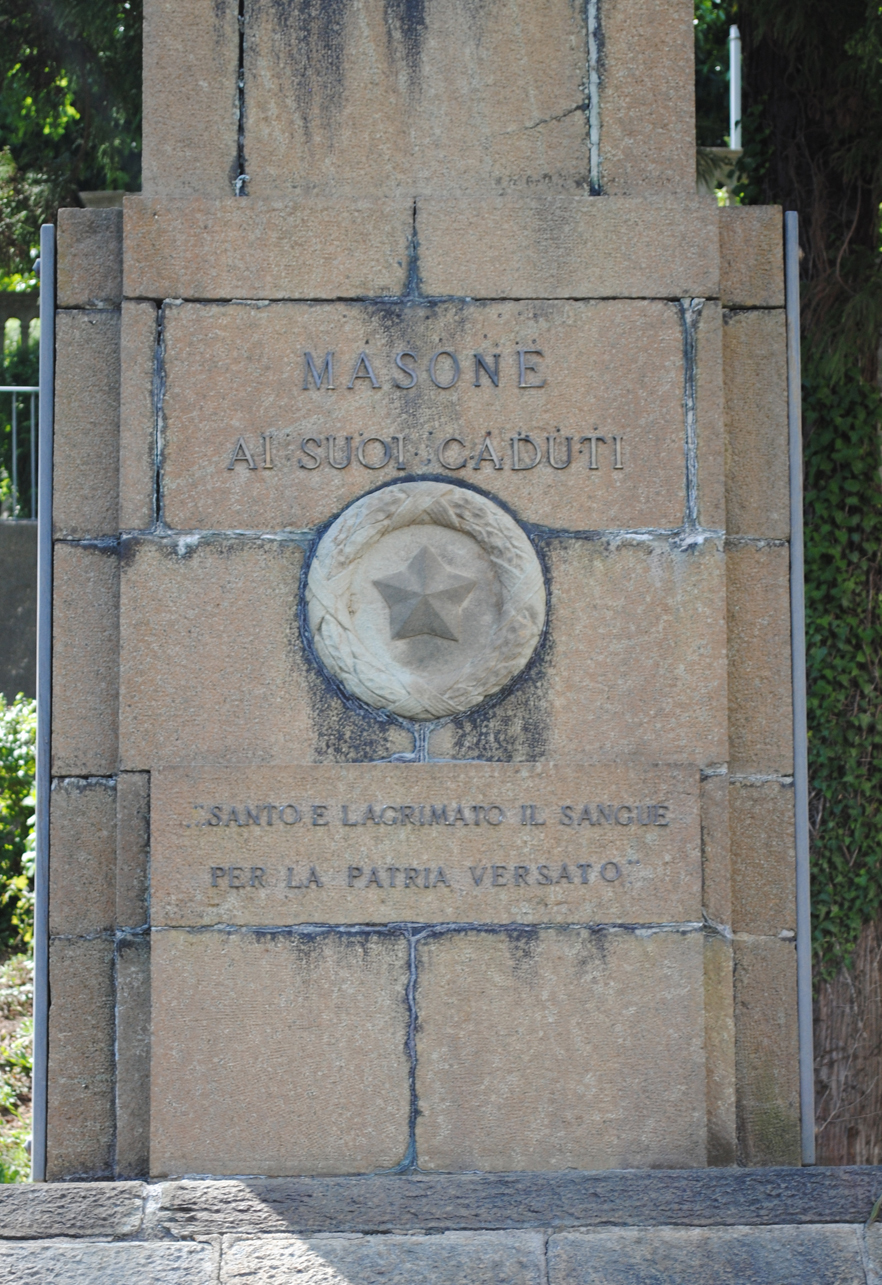 MASONE
AI SUOI CADUTI
"SANTO E LAGRIMATO IL SANGUE
PER LA PATRIA VERSATO"